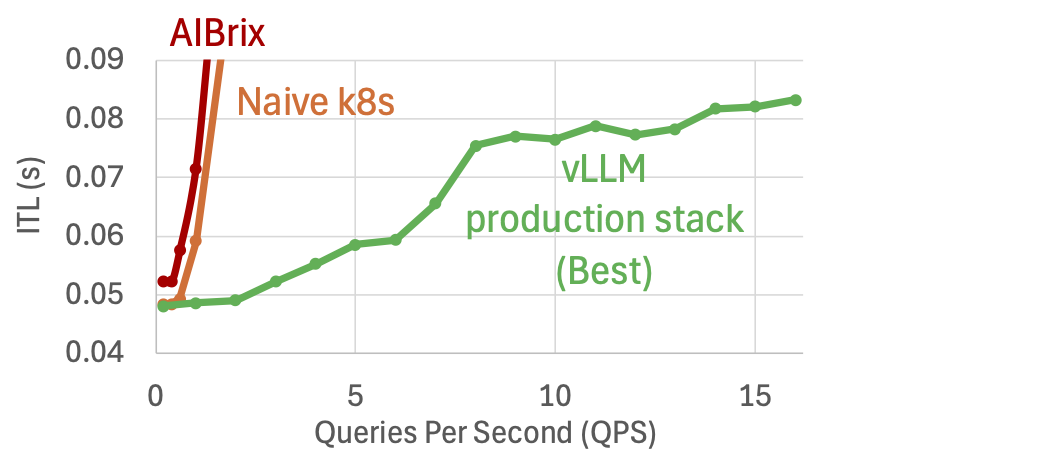 AIBrix
0.09
Naive k8s
0.08
0.07
vLLM
production stack
(Best)
0.06
0.05
0.04
ITL (s)
0 5 10 15
Queries Per Second (QPS)